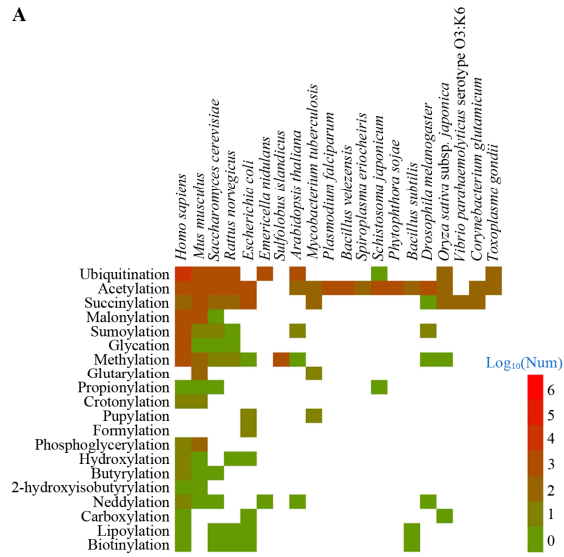 A
Homo sapiens
Mus musculus
Saccharomyces cerevisiae
Rattus norvegicus
Escherichic coli
Emericella nidulans
Sulfolobus islandicus
Arabidopsis thaliana
Mycobacterium tuberculosis
Plasmodium falciparum
Bacillus velezensis
Spiroplasma eriocheiris
Schistosoma japonicum
Phytophthora sojae
Bacillus subtilis
Drosophila melanogaster
Oryza sativa subsp. japonica
Vibrio parahaemolyticus serotype O3:K6
Corynebacterium glutamicum
Toxoplasma gondii
Ubiquitination
Acetylation
Succinylation
Malonylation
Sumoylation
Glycation
Methylation
Glutarylation
Propionylation
Crotonylation
Pupylation
Formylation
Phosphoglycerylation
Hydroxylation
Butyrylation
2-hydroxyisobutyrylation
Neddylation
Carboxylation
Lipoylation
Biotinylation
Log₁₀(Num)
6
5
4
3
2
1
0